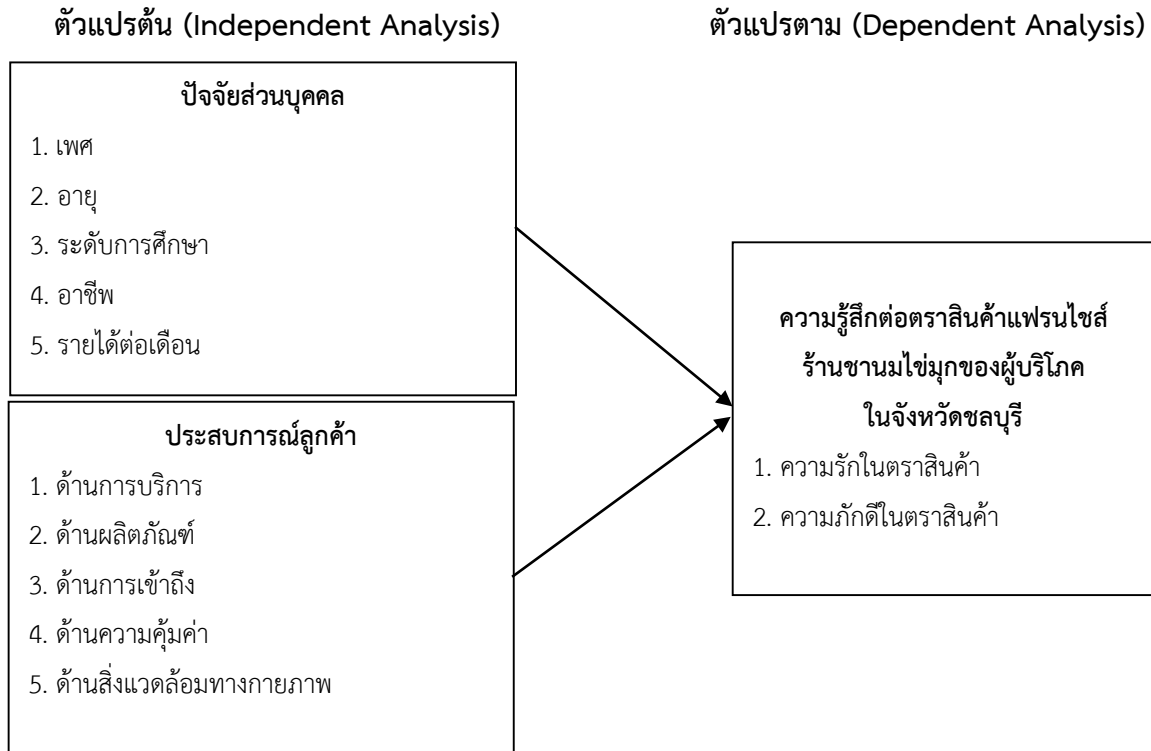 ตัวแปรต้น (Independent Analysis)
ตัวแปรตาม (Dependent Analysis)
ปัจจัยส่วนบุคคล
1. เพศ
2. อายุ
3. ระดับการศึกษา
4. อาชีพ
5. รายได้ต่อเดือน
ประสบการณ์ลูกค้า
1. ด้านการบริการ
2. ด้านผลิตภัณฑ์
3. ด้านการเข้าถึง
4. ด้านความคุ้มค่า
5. ด้านสิ่งแวดล้อมทางกายภาพ
ความรู้สึกต่อตราสินค้าแฟรนไชส์
ร้านชานมไข่มุกของผู้บริโภค
ในจังหวัดชลบุรี
1. ความรักในตราสินค้า
2. ความภักดีในตราสินค้า